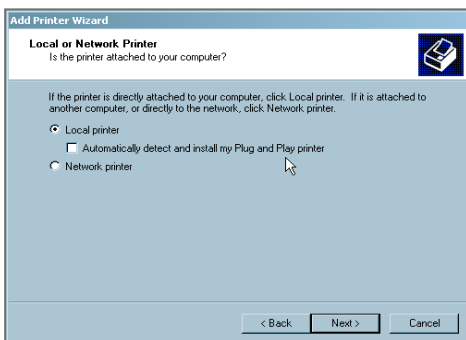 Add Printer Wizard
Local or Network Printer
Is the printer attached to your computer?
If the printer is directly attached to your computer, click Local printer. If it is attached to
another computer, or directly to the network, click Network printer.
Local printer
Automatically detect and install my Plug and Play printer
Network printer
< Back
Next >
Cancel